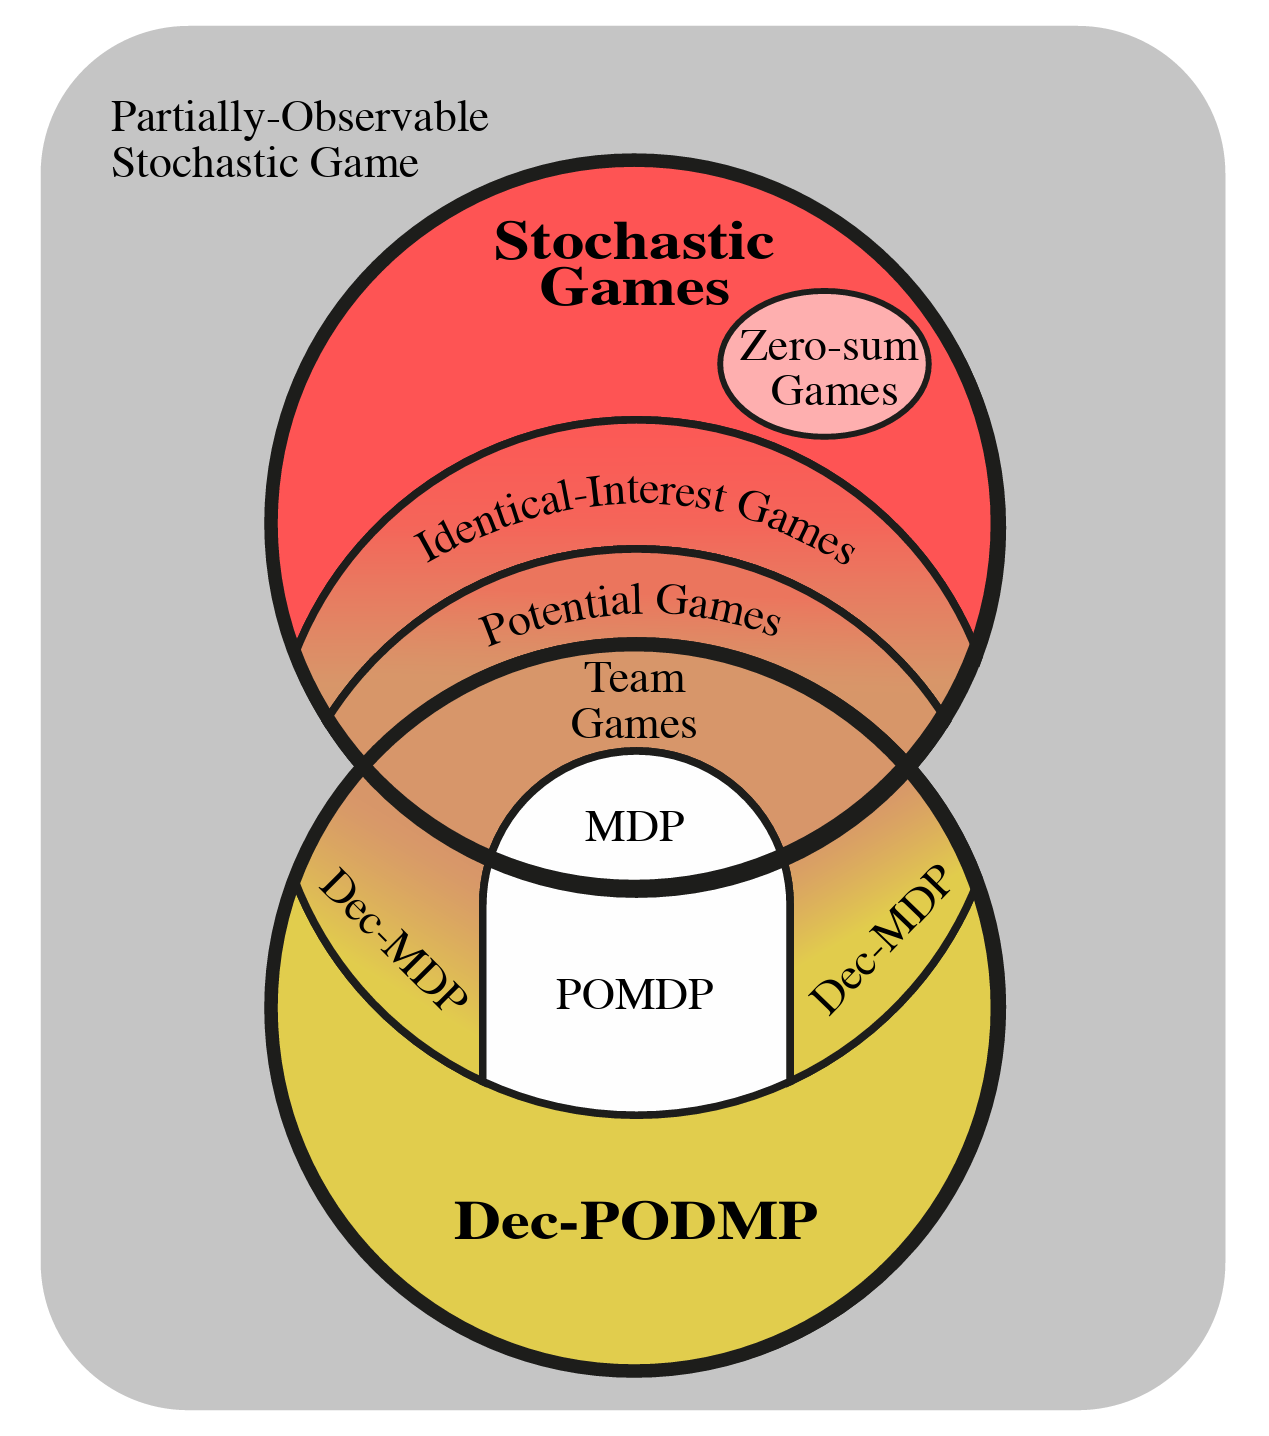 Partially-Observable
Stochastic Game
Stochastic
Games
Zero-sum
Games
Identical-Interest Games
Potential Games
Team
Games
MDP
Dec-MDP
Dec-MDP
POMDP
Dec-PODMP